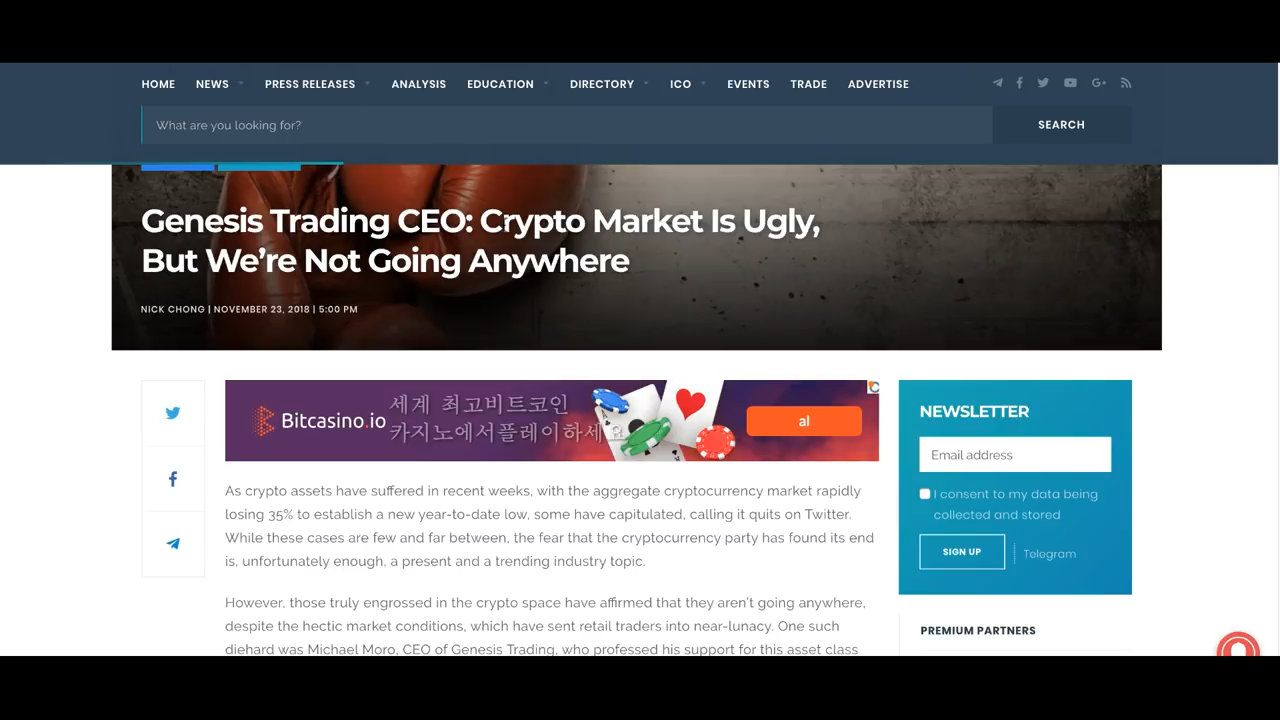 HOME NEWS PRESS RELEASES ANALYSIS EDUCATION DIRECTORY ICO EVENTS TRADE ADVERTISE
What are you looking for? SEARCH
Genesis Trading CEO: Crypto Market Is Ugly,
But We’re Not Going Anywhere
NICK CHONG | NOVEMBER 23, 2018 | 5:00 PM
Bitcasino.io
세계 최고비트코인
카지노에서플레이하세요
al
As crypto assets have suffered in recent weeks, with the aggregate cryptocurrency market rapidly
losing 35% to establish a new year-to-date low, some have capitulated, calling it quits on Twitter.
While these cases are few and far between, the fear that the cryptocurrency party has found its end
is, unfortunately enough, a present and a trending industry topic.
However, those truly engrossed in the crypto space have affirmed that they aren’t going anywhere,
despite the hectic market conditions, which have sent retail traders into near-lunacy. One such
diehard was Michael Moro, CEO of Genesis Trading, who professed his support for this asset class
NEWSLETTER
Email address
I consent to my data being
collected and stored
SIGN UP Telegram
PREMIUM PARTNERS